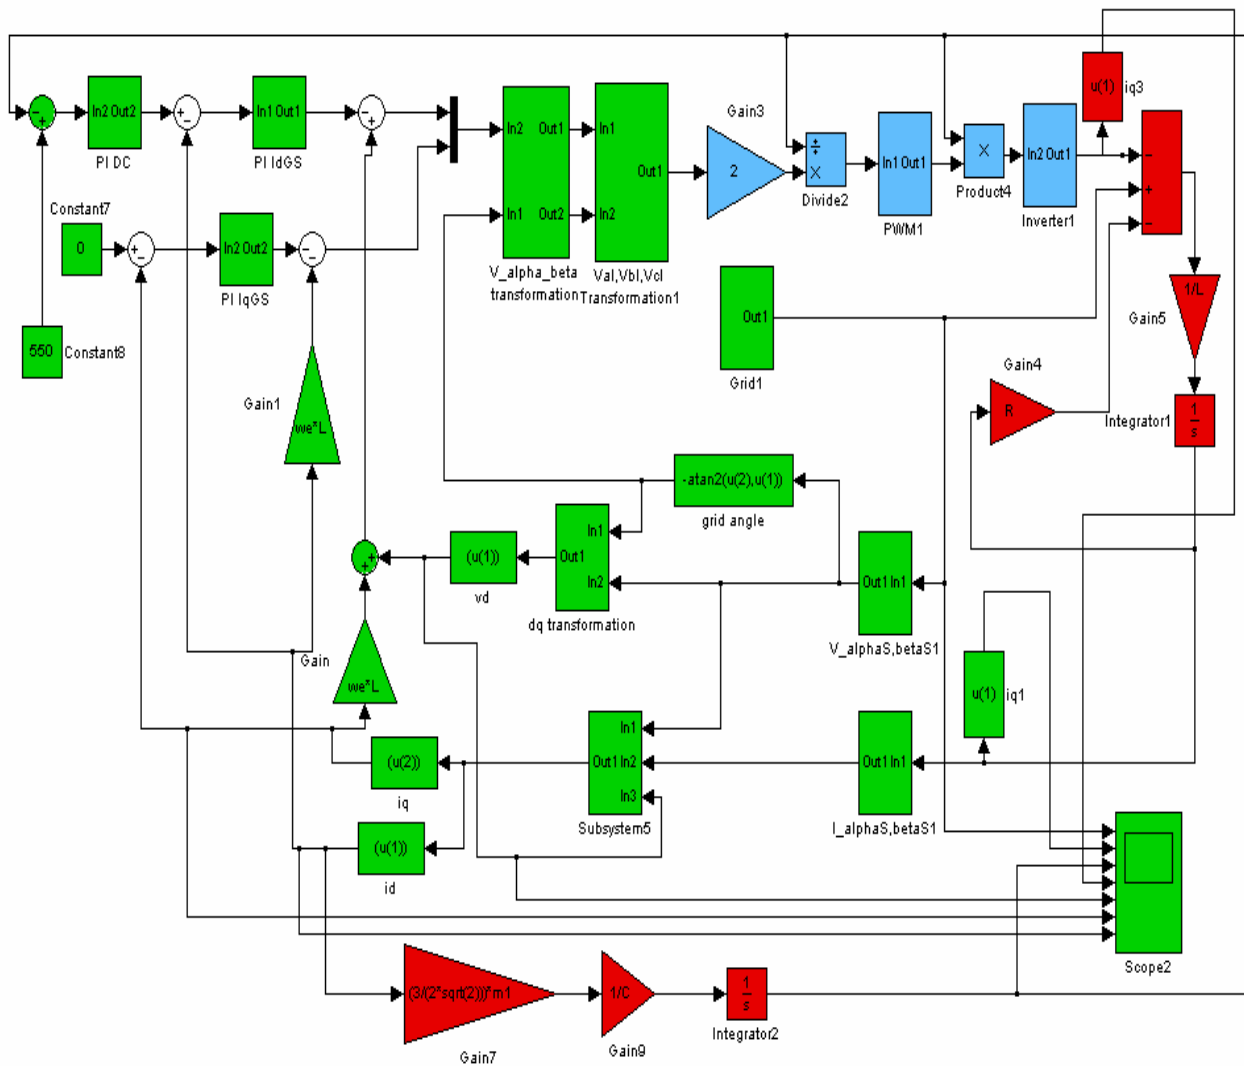 u(1)
iq3
In2 Out2
PI DC
In1 Out1
PI IdGS
In2
Out1
In1
Out2
V_alpha_beta
transformation
In1
Out1
In2
Val,Vbl,Vcl
Transformation1
Gain3
2
÷
X
Divide2
In1 Out1
PWM1
X
Product4
In2 Out1
Inverter1
Constant7
0
In2 Out2
PI IqGS
550
Constant8
Out1
Grid1
1/L
Gain5
Gain4
R
Integrator1
1
s
Gain1
we*L
-atan2(u(2),u(1))
grid angle
In1
Out1
In2
dq transformation
(u(1))
vd
Out1 In1
V_alphaS,betaS1
u(1)
iq1
Gain
we*L
In1
Out1 In2
In3
Subsystem5
Out1 In1
I_alphaS,betaS1
(u(2))
iq
(u(1))
id
Scope2
(3/(2*sqrt(2)))*m1
Gain7
1/C
Gain9
1
s
Integrator2